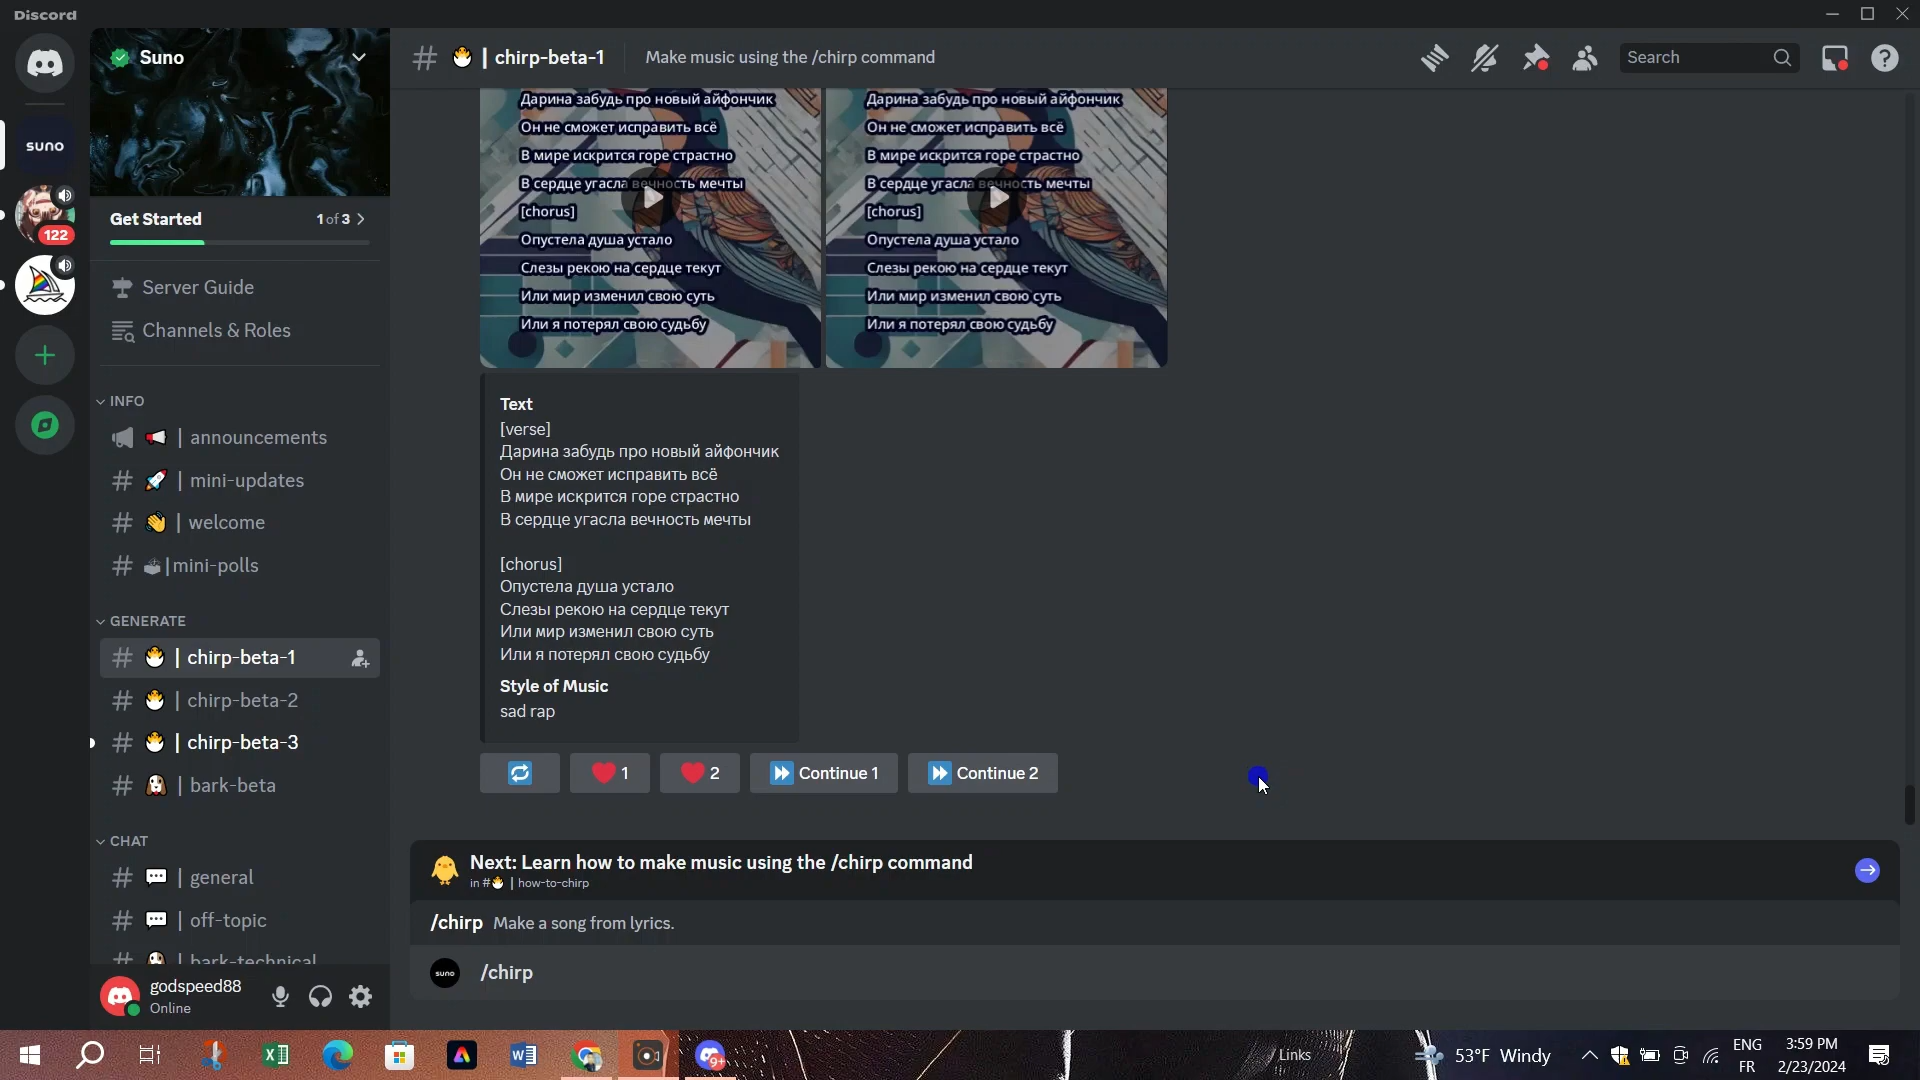 Discord
Suno
chirp-beta-1
Make music using the /chirp command
Search
suno
122
Get Started
1 of 3
Server Guide
Channels & Roles
INFO
announcements
mini-updates
welcome
mini-polls
GENERATE
chirp-beta-1
chirp-beta-2
chirp-beta-3
bark-beta
CHAT
general
off-topic
bark-technical
godspeed88
Online
Дарина забудь про новый айфончик
Он не сможет исправить всё
В мире искрится горе страстно
В сердце угасла вечность мечты
[chorus]
Опустела душа устало
Слезы рекою на сердце текут
Или мир изменил свою суть
Или я потерял свою судьбу
Дарина забудь про новый айфончик
Он не сможет исправить всё
В мире искрится горе страстно
В сердце угасла вечность мечты
[chorus]
Опустела душа устало
Слезы рекою на сердце текут
Или мир изменил свою суть
Или я потерял свою судьбу
Text
[verse]
Дарина забудь про новый айфончик
Он не сможет исправить всё
В мире искрится горе страстно
В сердце угасла вечность мечты
[chorus]
Опустела душа устало
Слезы рекою на сердце текут
Или мир изменил свою суть
Или я потерял свою судьбу
Style of Music
sad rap
1
2
Continue 1
Continue 2
Next: Learn how to make music using the /chirp command
in # | how-to-chirp
/chirp Make a song from lyrics.
suno
/chirp
9+
Links
53°F Windy
ENG
FR
3:59 PM
2/23/2024